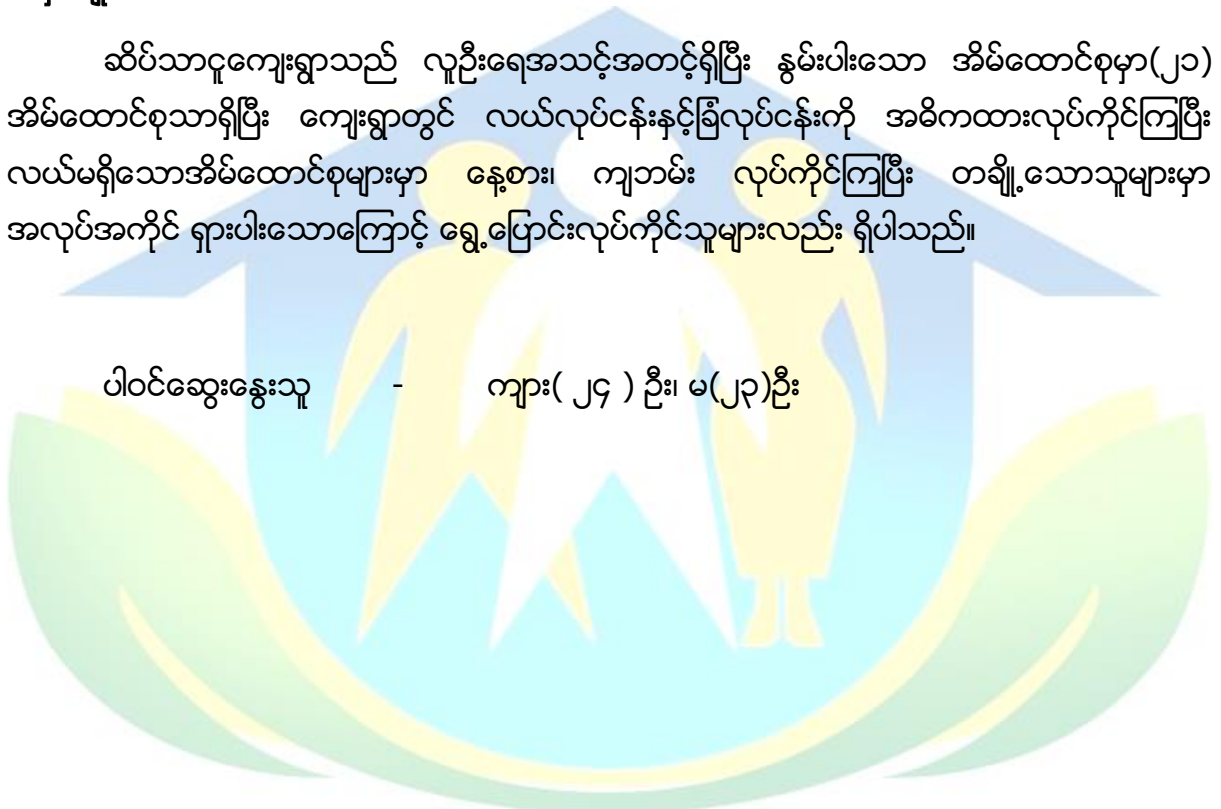 ဆိပ်သာငူကျေးရွာသည် လူဦးရေအသင့်အတင့်ရှိပြီး နွမ်းပါးသော အိမ်ထောင်စုမှာ(၂၁)
အိမ်ထောင်စုသာရှိပြီး ကျေးရွာတွင် လယ်လုပ်ငန်းနှင့်ခြံလုပ်ငန်းကို အဓိကထားလုပ်ကိုင်ကြပြီး
လယ်မရှိသောအိမ်ထောင်စုများမှာ နေ့စား၊ ကျဘမ်း လုပ်ကိုင်ကြပြီး တချို့သောသူများမှာ
အလုပ်အကိုင် ရှားပါးသောကြောင့် ရွေ့ပြောင်းလုပ်ကိုင်သူများလည်း ရှိပါသည်။
ပါဝင်ဆွေးနွေးသူ - ကျား( ၂၄ ) ဦး၊ မ(၂၃)ဦး